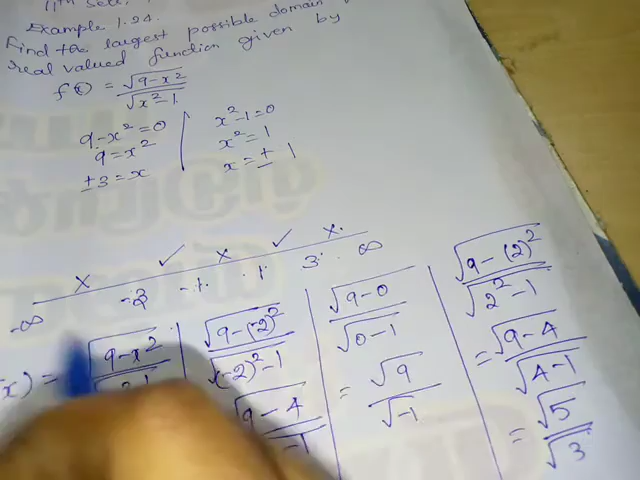 11th
Example 1.24.
Find the largest possible domain
real valued function given by
f(x) = √9-x² / √x²-1
9-x²=0
9=x²
±3=x
x²-1=0
x²=1
x=±1
x ✓ x ✓ x
-∞ -3 -1 1 3 ∞
x) = √9-x²
√9-(-2)² / (-2)²-1
√9-4
-1
√9-0 / √0-1
= √9 / √-1
√9-(2)² / √2²-1
= √9-4 / √4-1
= √5 / √3